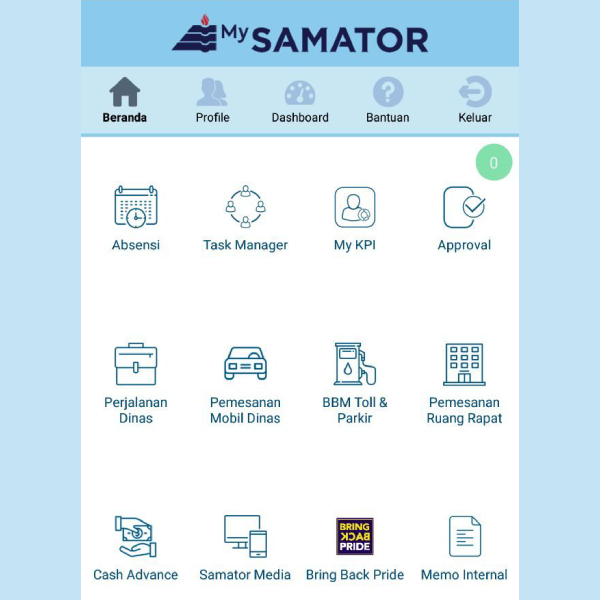 My SAMATOR
Beranda
Profile
Dashboard
Bantuan
Keluar
0
Absensi
Task Manager
My KPI
Approval
Perjalanan
Dinas
Pemesanan
Mobil Dinas
BBM Toll &
Parkir
Pemesanan
Ruang Rapat
BRING
BACK
PRIDE
Cash Advance
Samator Media
Bring Back Pride
Memo Internal